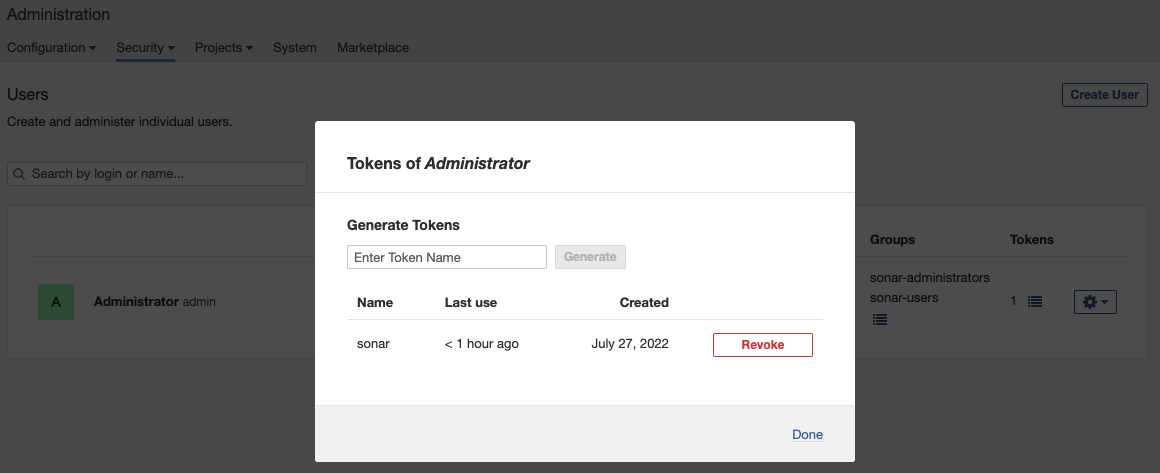 Administration
Configuration Security Projects System Marketplace
Users
Create User
Create and administer individual users.
Search by login or name...
Tokens of Administrator
Generate Tokens
Enter Token Name Generate
Name Last use Created
sonar < 1 hour ago July 27, 2022 Revoke
Done
Groups Tokens
A Administrator admin
sonar-administrators
sonar-users
1